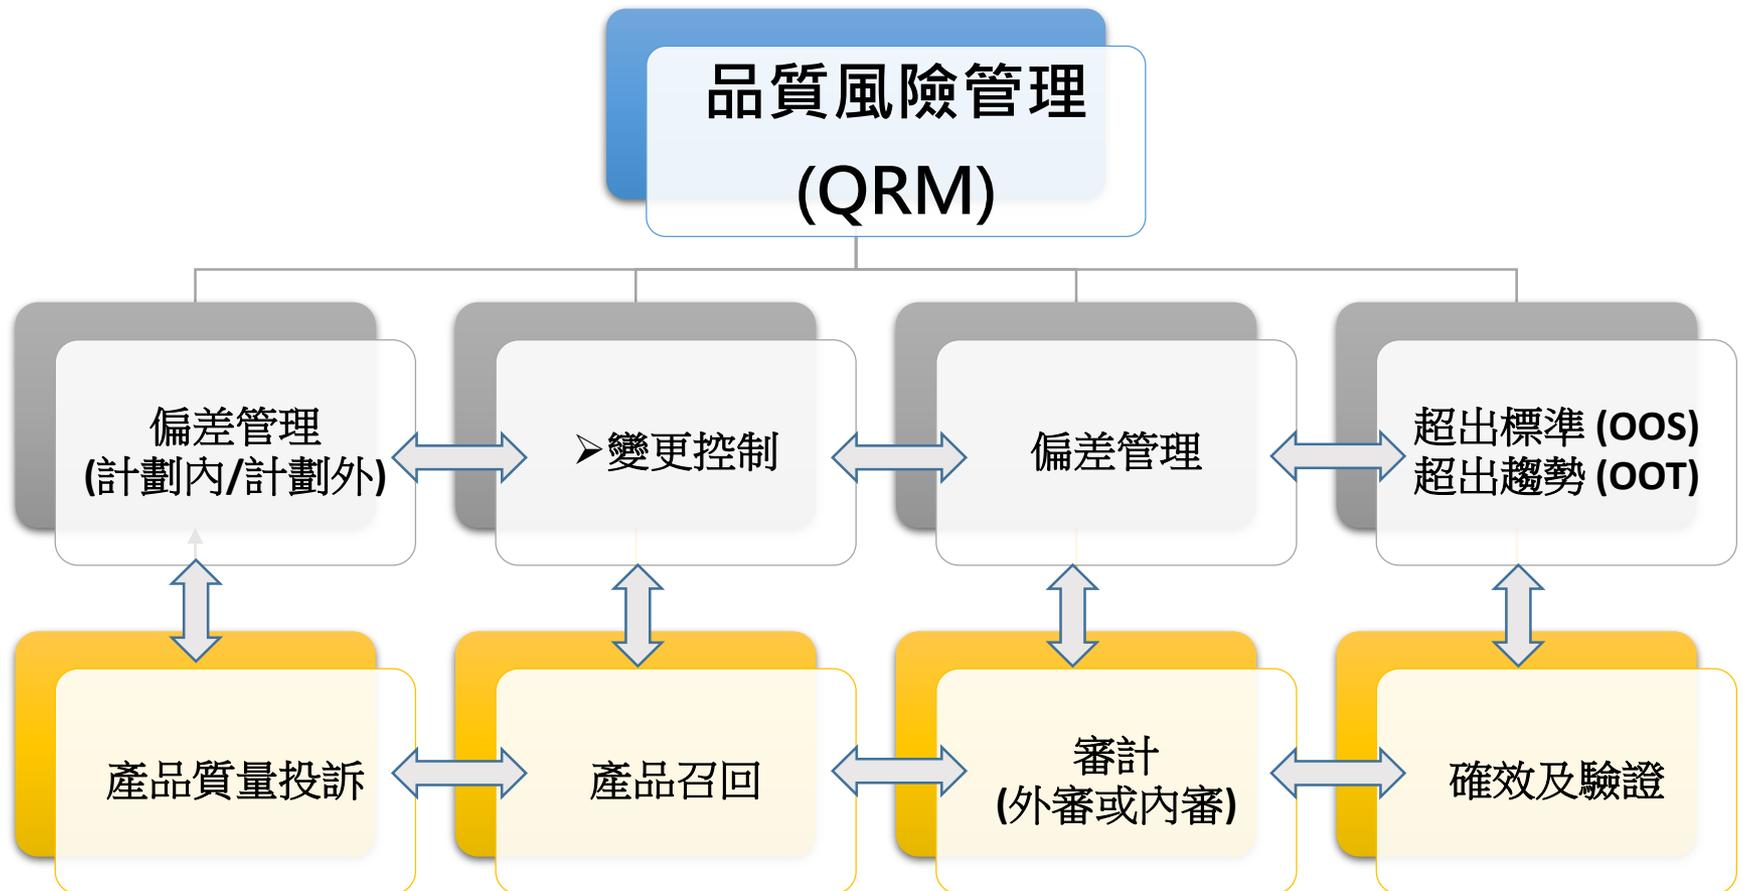 品質風險管理
(QRM)
偏差管理
(計劃內/計劃外)
➢變更控制
偏差管理
超出標準 (OOS)
超出趨勢 (OOT)
產品質量投訴
產品召回
審計
(外審或內審)
確效及驗證